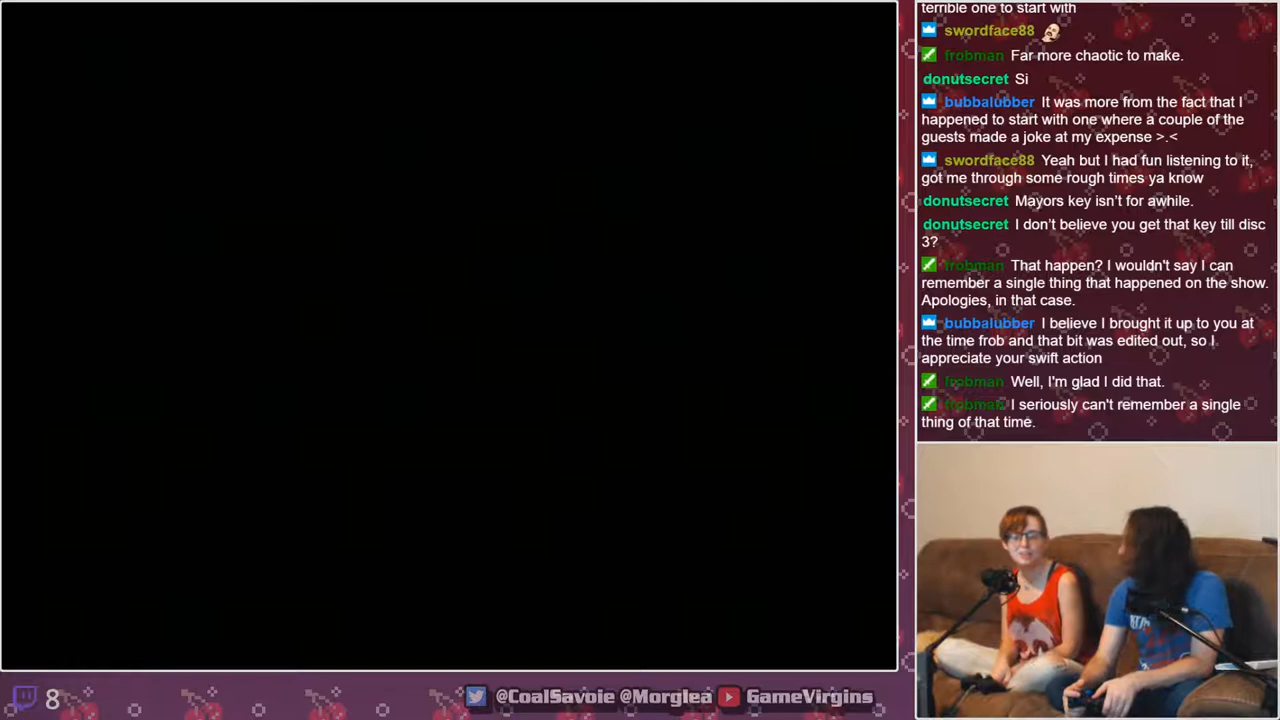 terrible one to start with
swordface88
frobman Far more chaotic to make.
donutsecret Si
bubbalubber It was more from the fact that I
happened to start with one where a couple of the
guests made a joke at my expense >.<
swordface88 Yeah but I had fun listening to it,
got me through some rough times ya know
donutsecret Mayors key isn't for awhile.
donutsecret I don't believe you get that key till disc
3?
frobman That happen? I wouldn't say I can
remember a single thing that happened on the show.
Apologies, in that case.
bubbalubber I believe I brought it up to you at
the time frob and that bit was edited out, so I
appreciate your swift action
frobman Well, I'm glad I did that.
frobman I seriously can't remember a single
thing of that time.
8 @CoalSavoie @Morglea GameVirgins